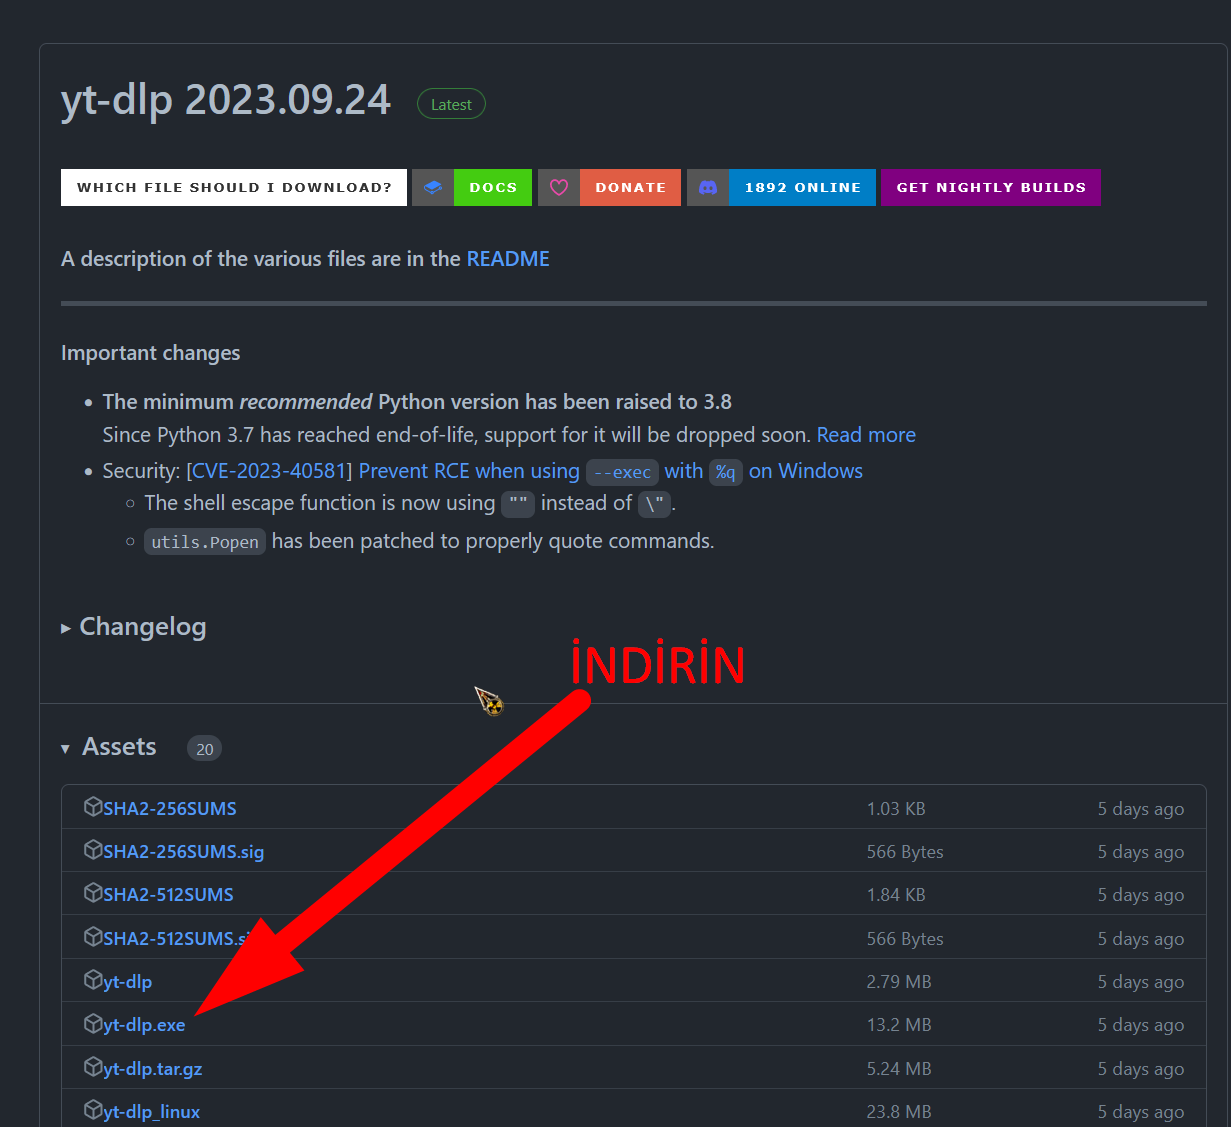 yt-dlp 2023.09.24 Latest
WHICH FILE SHOULD I DOWNLOAD? DOCS DONATE 1892 ONLINE GET NIGHTLY BUILDS
A description of the various files are in the README
Important changes
The minimum recommended Python version has been raised to 3.8
Since Python 3.7 has reached end-of-life, support for it will be dropped soon. Read more
Security: [CVE-2023-40581] Prevent RCE when using --exec with %q on Windows
The shell escape function is now using "" instead of \".
utils.Popen has been patched to properly quote commands.
Changelog
İNDİRİN
Assets 20
SHA2-256SUMS 1.03 KB 5 days ago
SHA2-256SUMS.sig 566 Bytes 5 days ago
SHA2-512SUMS 1.84 KB 5 days ago
SHA2-512SUMS.si 566 Bytes 5 days ago
yt-dlp 2.79 MB 5 days ago
yt-dlp.exe 13.2 MB 5 days ago
yt-dlp.tar.gz 5.24 MB 5 days ago
yt-dlp_linux 23.8 MB 5 days ago